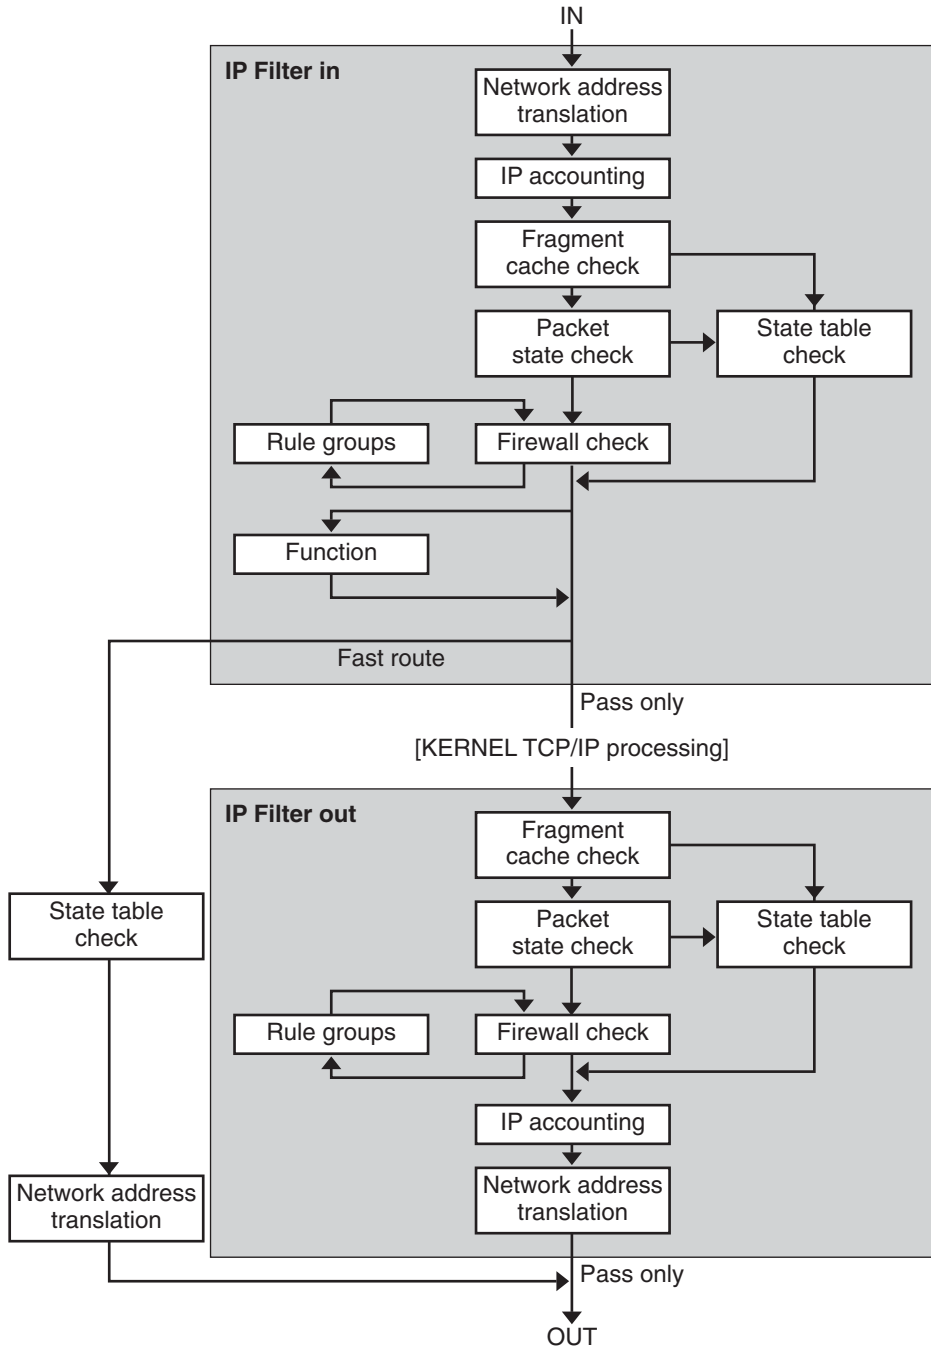 IN
IP Filter in
Network address
translation
IP accounting
Fragment
cache check
Packet
state check
State table
check
Rule groups
Firewall check
Function
Fast route
Pass only
[KERNEL TCP/IP processing]
IP Filter out
Fragment
cache check
State table
check
Packet
state check
State table
check
Rule groups
Firewall check
IP accounting
Network address
translation
Network address
translation
Pass only
OUT